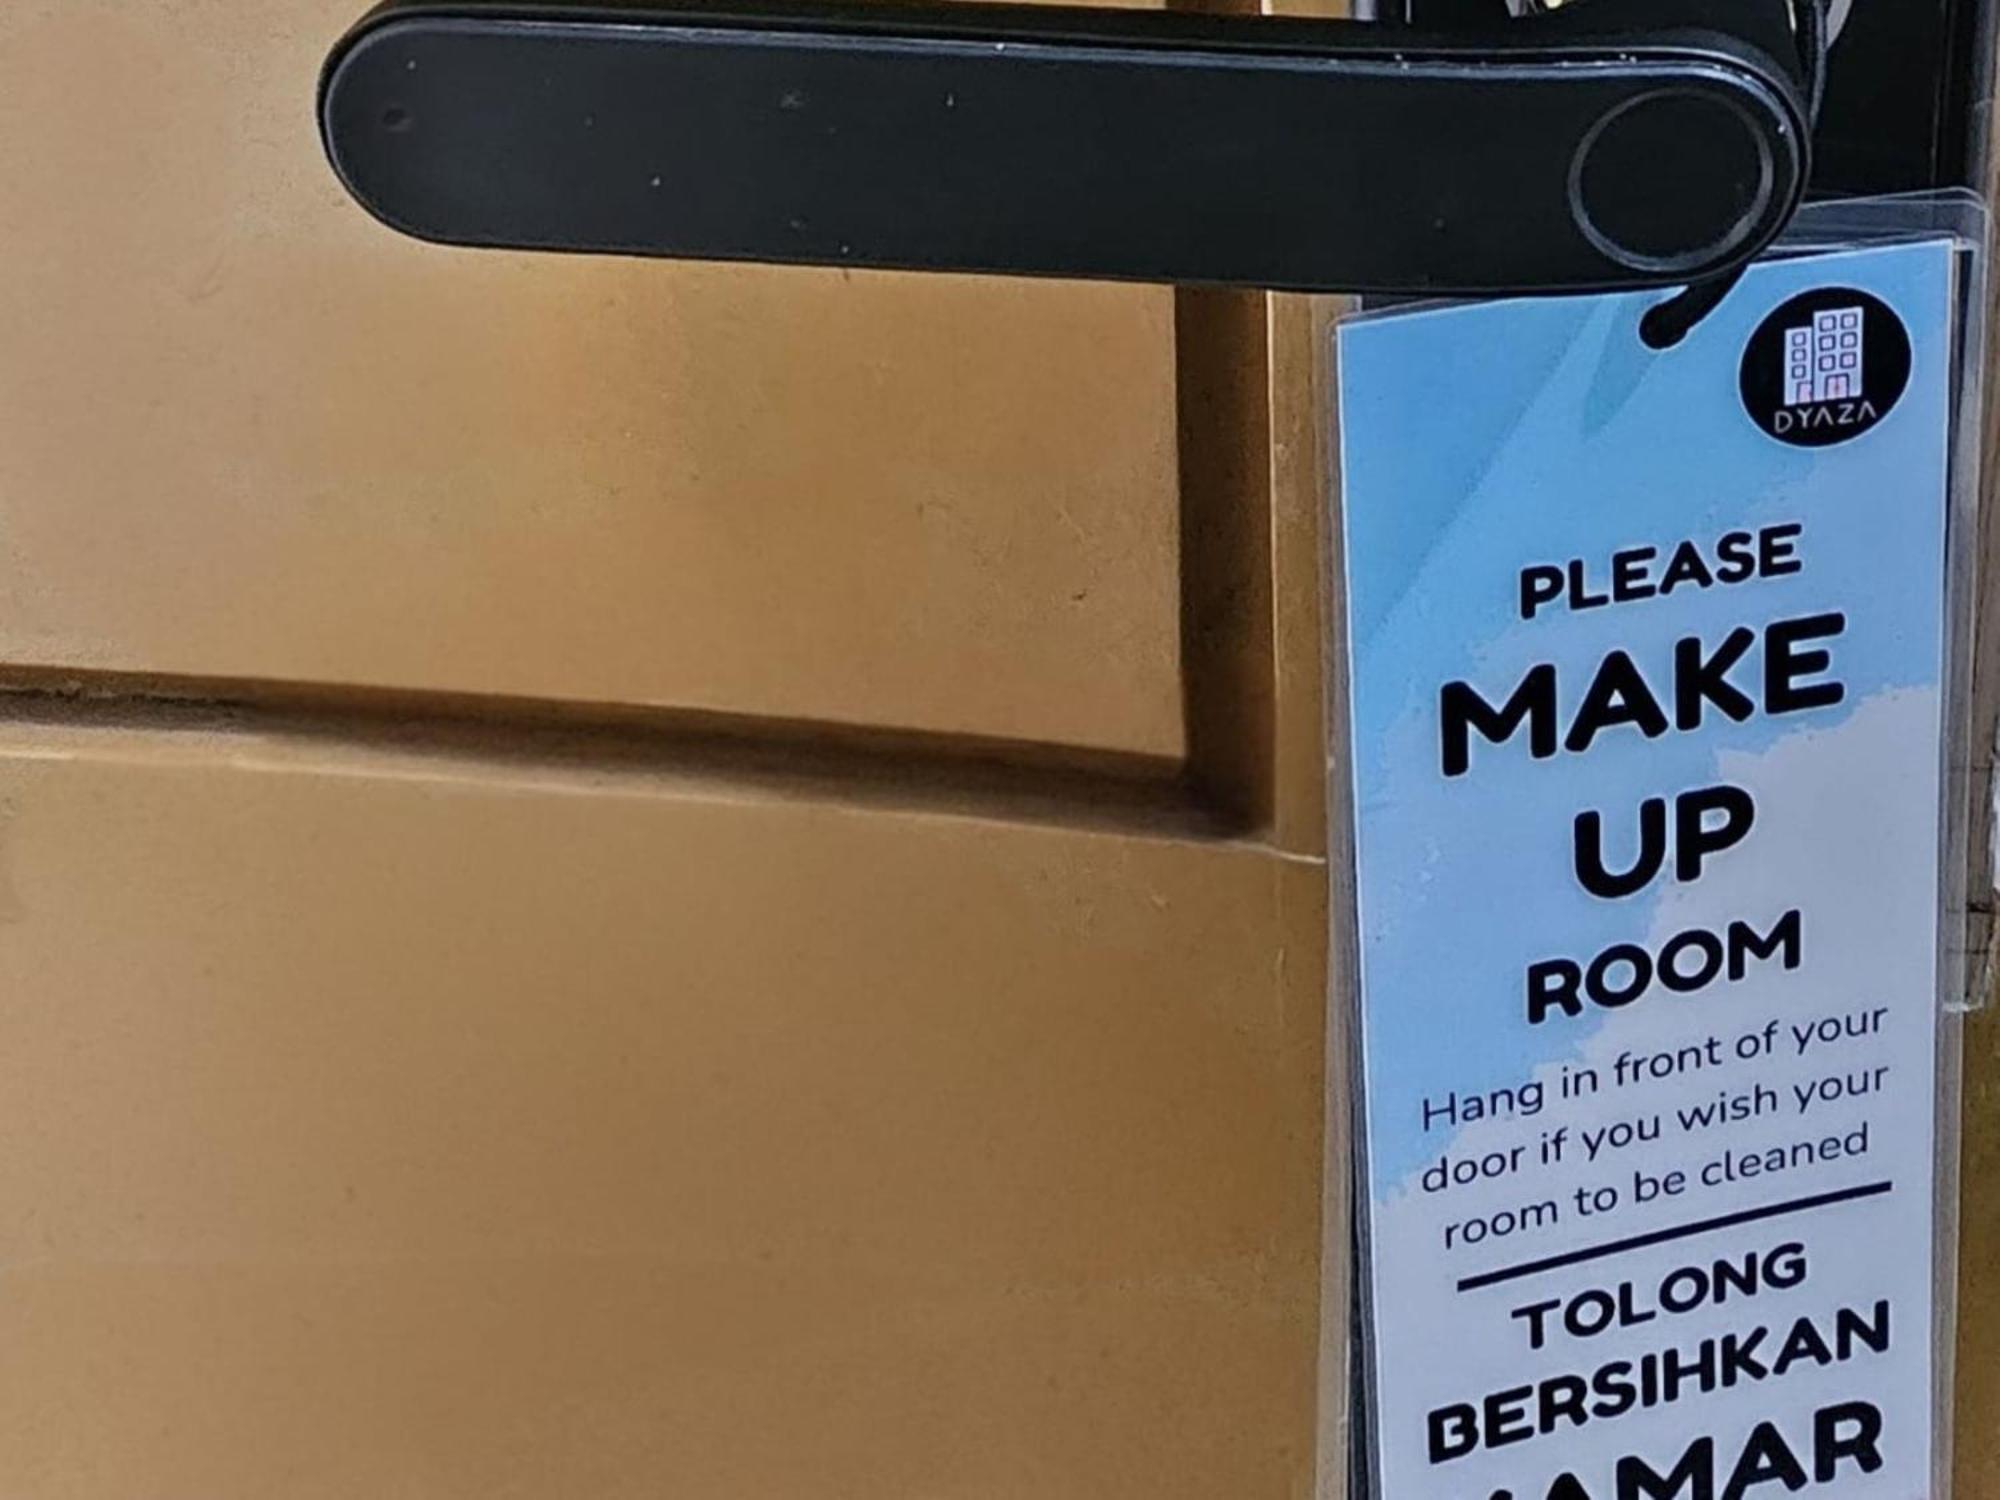 DYAZA
PLEASE
MAKE
UP
ROOM
Hang in front of your
door if you wish your
room to be cleaned
TOLONG
BERSIHKAN
KAMAR